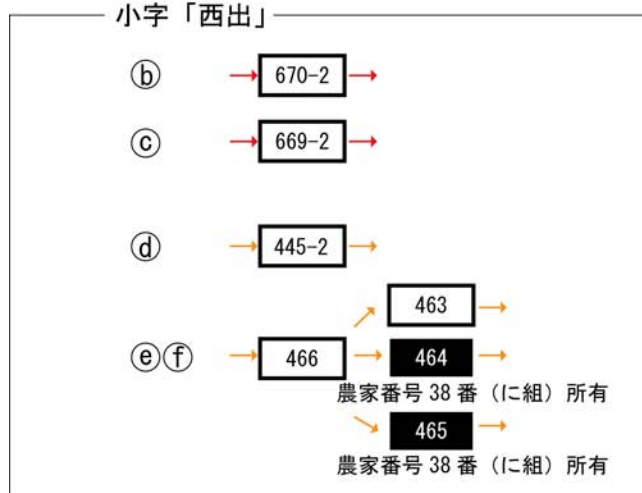 小字「西出」
ⓑ 670-2
ⓒ 669-2
ⓓ 445-2
463
ⓔⓕ 466 464
農家番号 38 番（に組）所有
465
農家番号 38 番（に組）所有